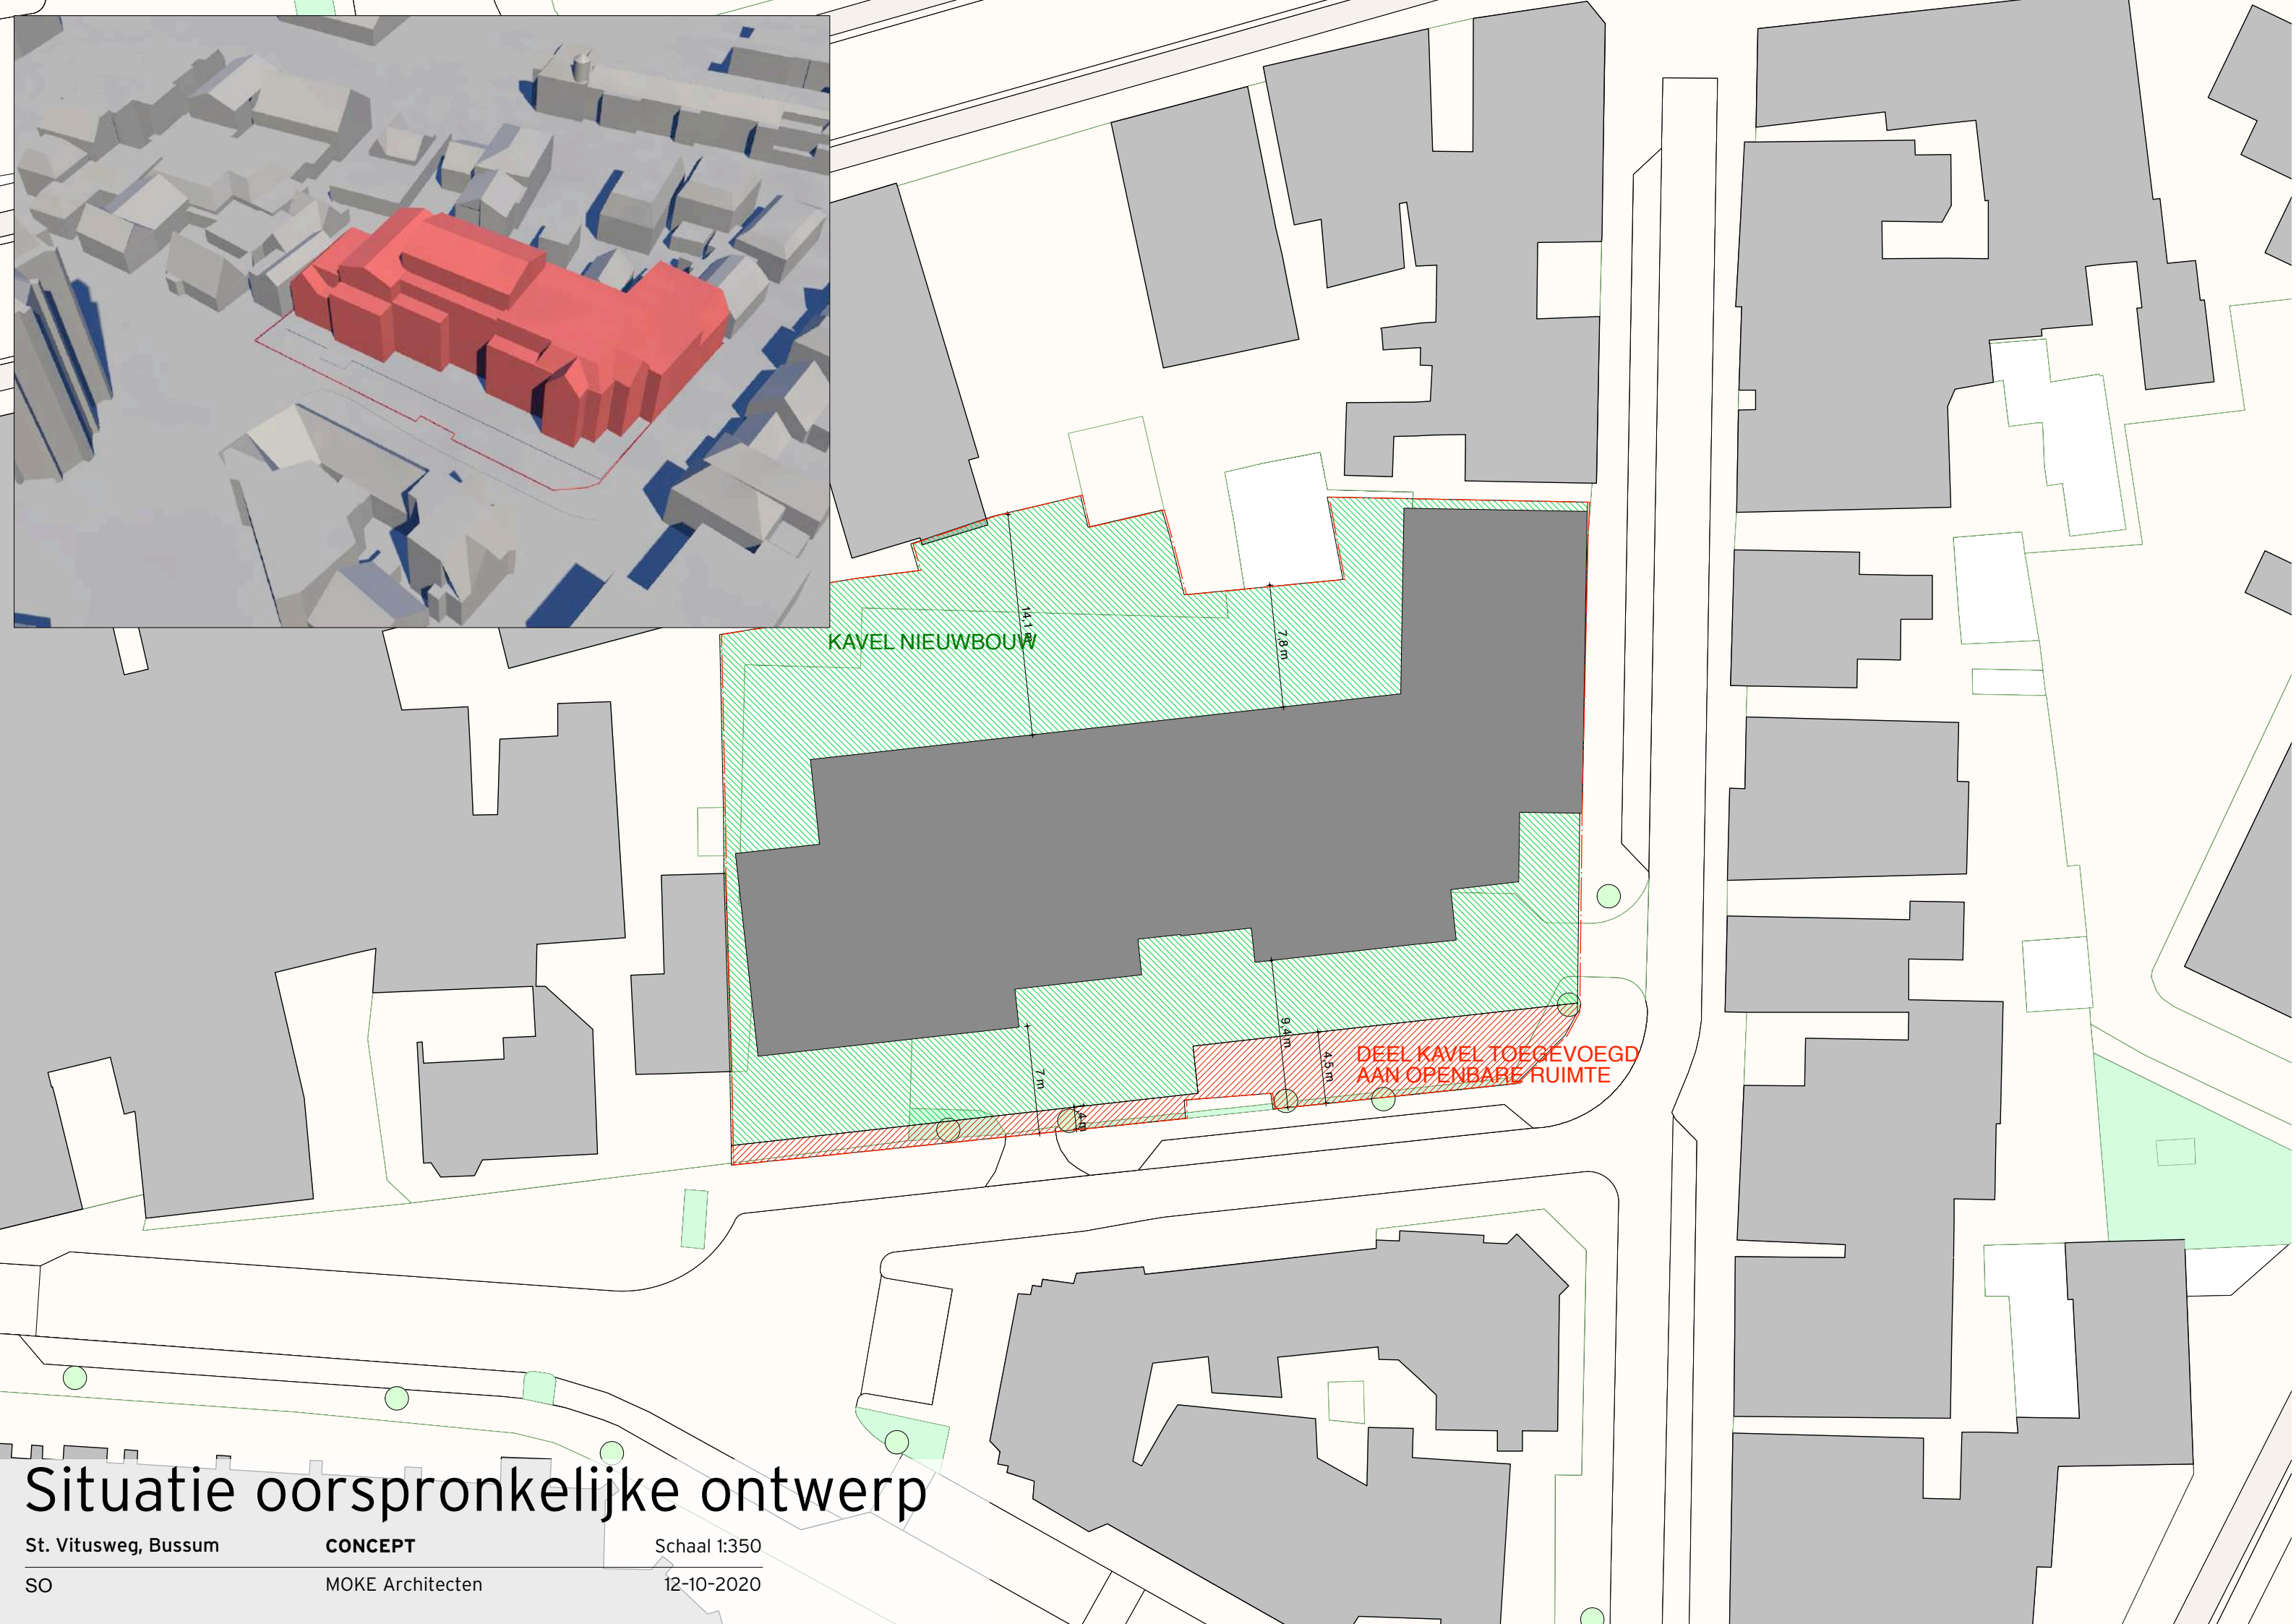 14,1 m
KAVEL NIEUWBOUW
7,8 m
9,4 m
4,5 m
DEEL KAVEL TOEGEVOEGD
AAN OPENBARE RUIMTE
7 m
Situatie oorspronkelijke ontwerp
St. Vitusweg, Bussum CONCEPT Schaal 1:350
SO MOKE Architecten 12-10-2020